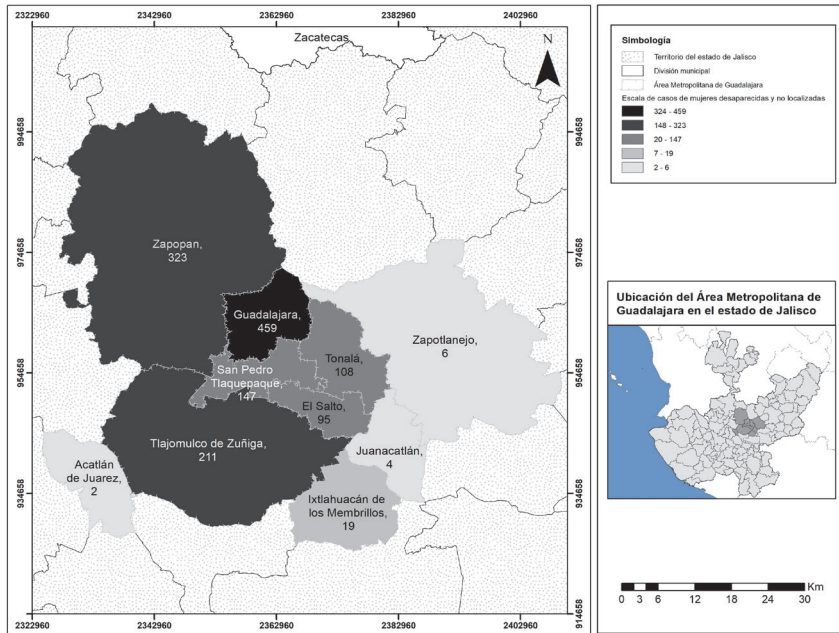 2322960 2342960 2362960 2382960 2402960
Zacatecas
N
994658
994658
Zapopan,
323
974658
974658
Guadalajara,
459
Zapotlanejo,
6
Tonalá,
108
San Pedro
Tlaquepaque,
147
954658
954658
El Salto,
95
Tlajomulco de Zuñiga,
211
Juanacatlán,
4
Acatlán
de Juarez,
2
Ixtlahuacán de
los Membrillos,
19
934658
934658
914658
2322960 2342960 2362960 2382960 2402960
Simbología
Territorio del estado de Jalisco
División municipal
Área Metropolitana de Guadalajara
Escala de casos de mujeres desaparecidas y no localizadas
324 - 459
148 - 323
20 - 147
7 - 19
2 - 6
Ubicación del Área Metropolitana de
Guadalajara en el estado de Jalisco
Km
0 3 6 12 18 24 30